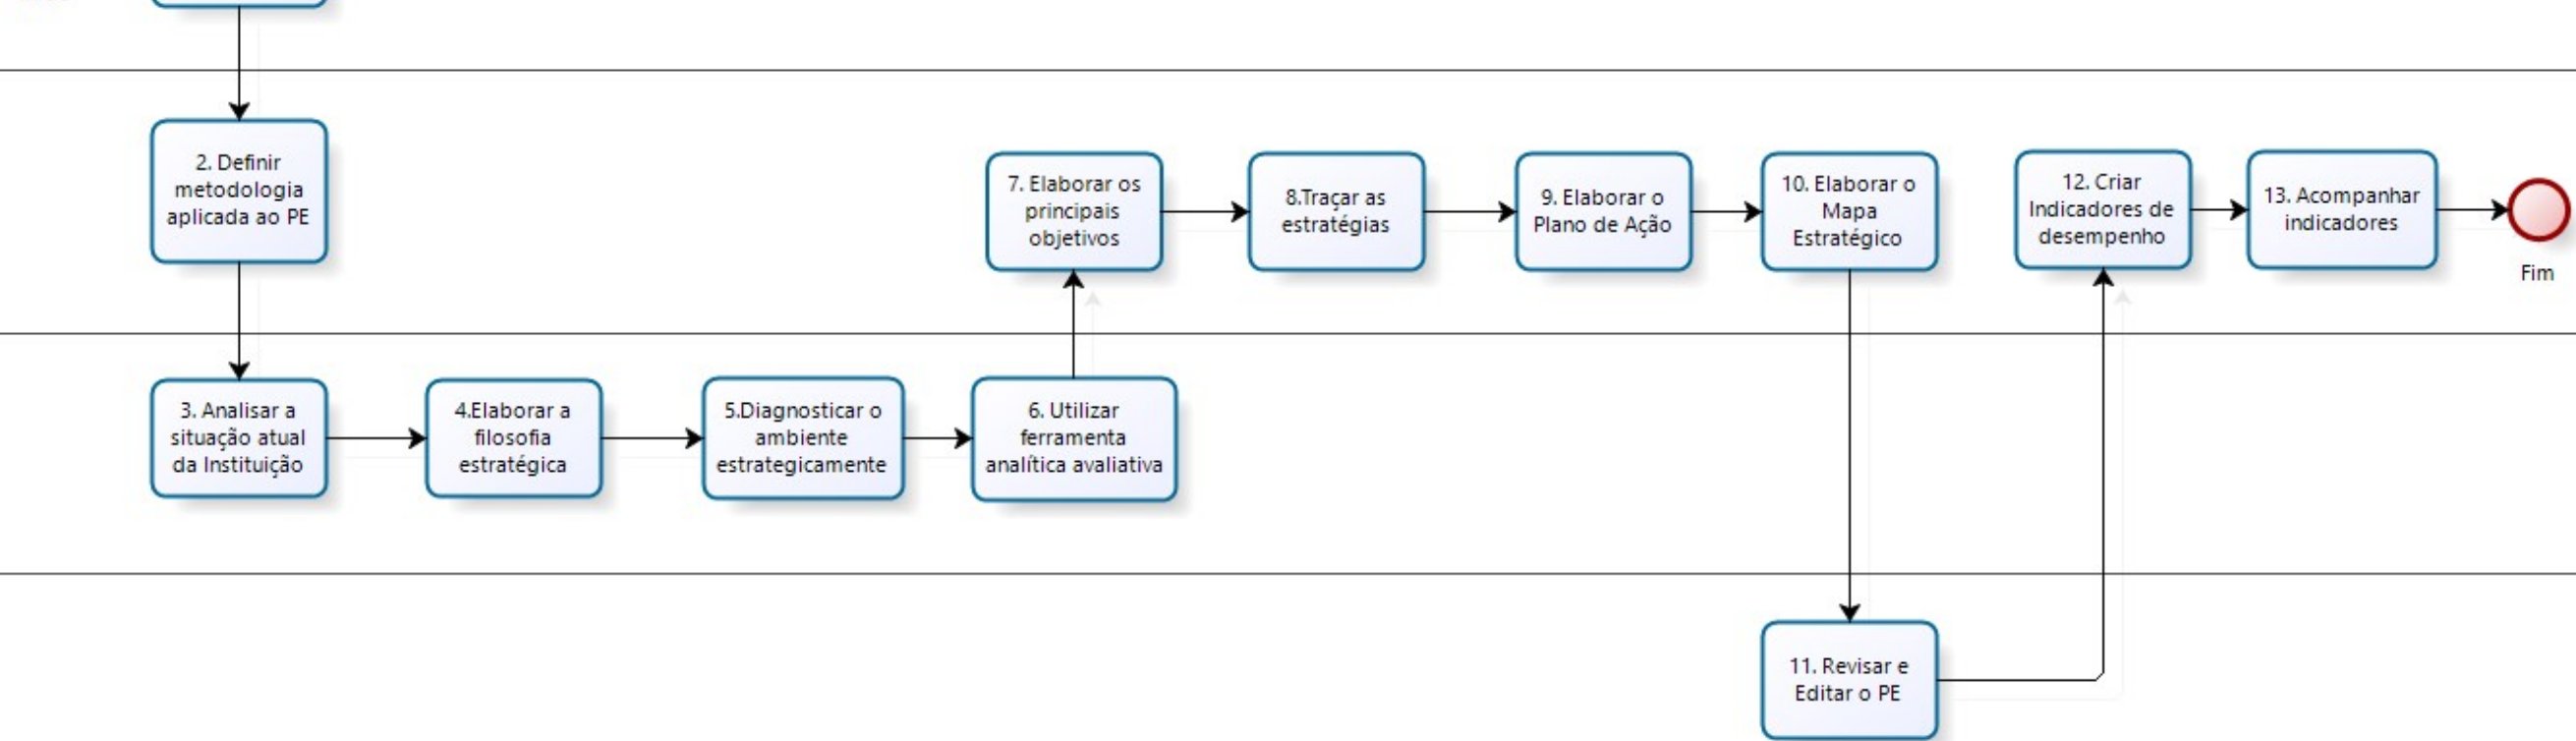 2. Definir
metodologia
aplicada ao PE
3. Analisar a
situação atual
da Instituição
4.Elaborar a
filosofia
estratégica
5.Diagnosticar o
ambiente
estrategicamente
6. Utilizar
ferramenta
analítica avaliativa
7. Elaborar os
principais
objetivos
8.Traçar as
estratégias
9. Elaborar o
Plano de Ação
10. Elaborar o
Mapa
Estratégico
11. Revisar e
Editar o PE
12. Criar
Indicadores de
desempenho
13. Acompanhar
indicadores
Fim